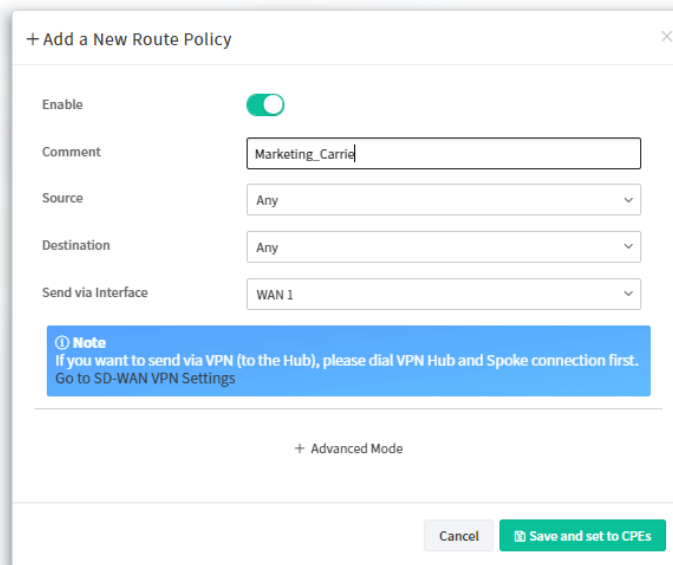 + Add a New Route Policy
×
Enable
Comment Marketing_Carrie
Source Any
Destination Any
Send via Interface WAN 1
Note
If you want to send via VPN (to the Hub), please dial VPN Hub and Spoke connection first.
Go to SD-WAN VPN Settings
+ Advanced Mode
Cancel Save and set to CPEs